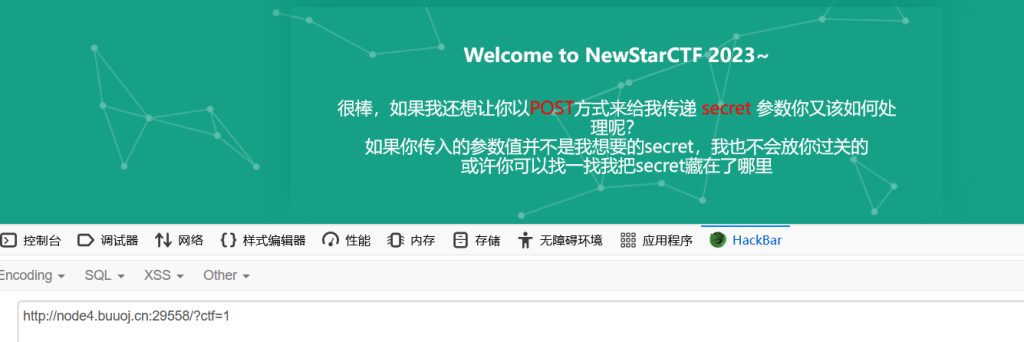 Welcome to NewStarCTF 2023~
很棒，如果我还想让你以POST方式来给我传递 secret 参数你又该如何处
理呢?
如果你传入的参数值并不是我想要的secret，我也不会放你过关的
或许你可以找一找我把secret藏在了哪里
控制台 调试器 网络 样式编辑器 性能 内存 存储 无障碍环境 应用程序 HackBar
Encoding SQL XSS Other
http://node4.buuoj.cn:29558/?ctf=1